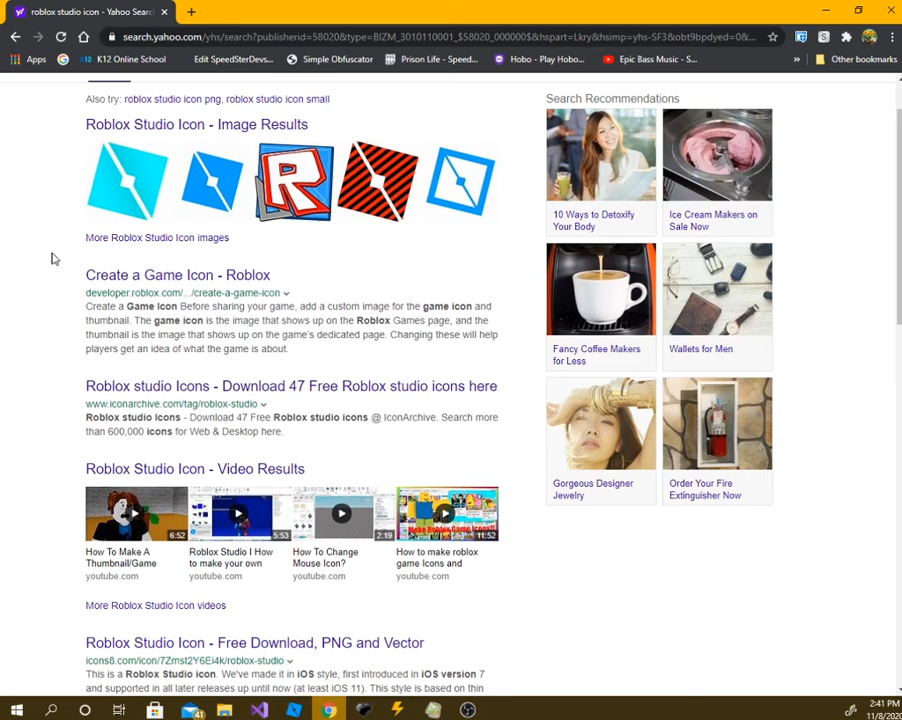 roblox studio icon - Yahoo Searc
search.yahoo.com/yhs/search?publisherid=58020&type=BIZM_3010110001_$58020_000000$&hspart=Lkry&hsimp=yhs-SF3&obt9bpdyed=0&...
Apps
K12 K12 Online School
Edit SpeedSterDevs...
Simple Obfuscator
Prison Life - Speed...
Hobo - Play Hobo...
Epic Bass Music - S...
»
Other bookmarks
Also try: roblox studio icon png, roblox studio icon small
Roblox Studio Icon - Image Results
R
More Roblox Studio Icon images
Create a Game Icon - Roblox
developer.roblox.com/.../create-a-game-icon
Create a Game Icon Before sharing your game, add a custom image for the game icon and
thumbnail. The game icon is the image that shows up on the Roblox Games page, and the
thumbnail is the image that shows up on the game's dedicated page. Changing these will help
players get an idea of what the game is about.
Roblox studio Icons - Download 47 Free Roblox studio icons here
www.iconarchive.com/tag/roblox-studio
Roblox studio Icons - Download 47 Free Roblox studio icons @ IconArchive. Search more
than 600,000 icons for Web & Desktop here.
Roblox Studio Icon - Video Results
6:52
5:53
2:19
11:52
How To Make A
Thumbnail/Game
youtube.com
Roblox Studio I How
to make your own
youtube.com
How To Change
Mouse Icon?
youtube.com
How to make roblox
game Icons and
youtube.com
More Roblox Studio Icon videos
Roblox Studio Icon - Free Download, PNG and Vector
icons8.com/icon/7Zmst2Y6Ei4k/roblox-studio
This is a Roblox Studio icon. We've made it in iOS style, first introduced in iOS version 7
and supported in all later releases up until now (at least iOS 11). This style is based on thin
Search Recommendations
10 Ways to Detoxify
Your Body
Ice Cream Makers on
Sale Now
Fancy Coffee Makers
for Less
Wallets for Men
Gorgeous Designer
Jewelry
Order Your Fire
Extinguisher Now
41
2:41 PM
11/8/2020